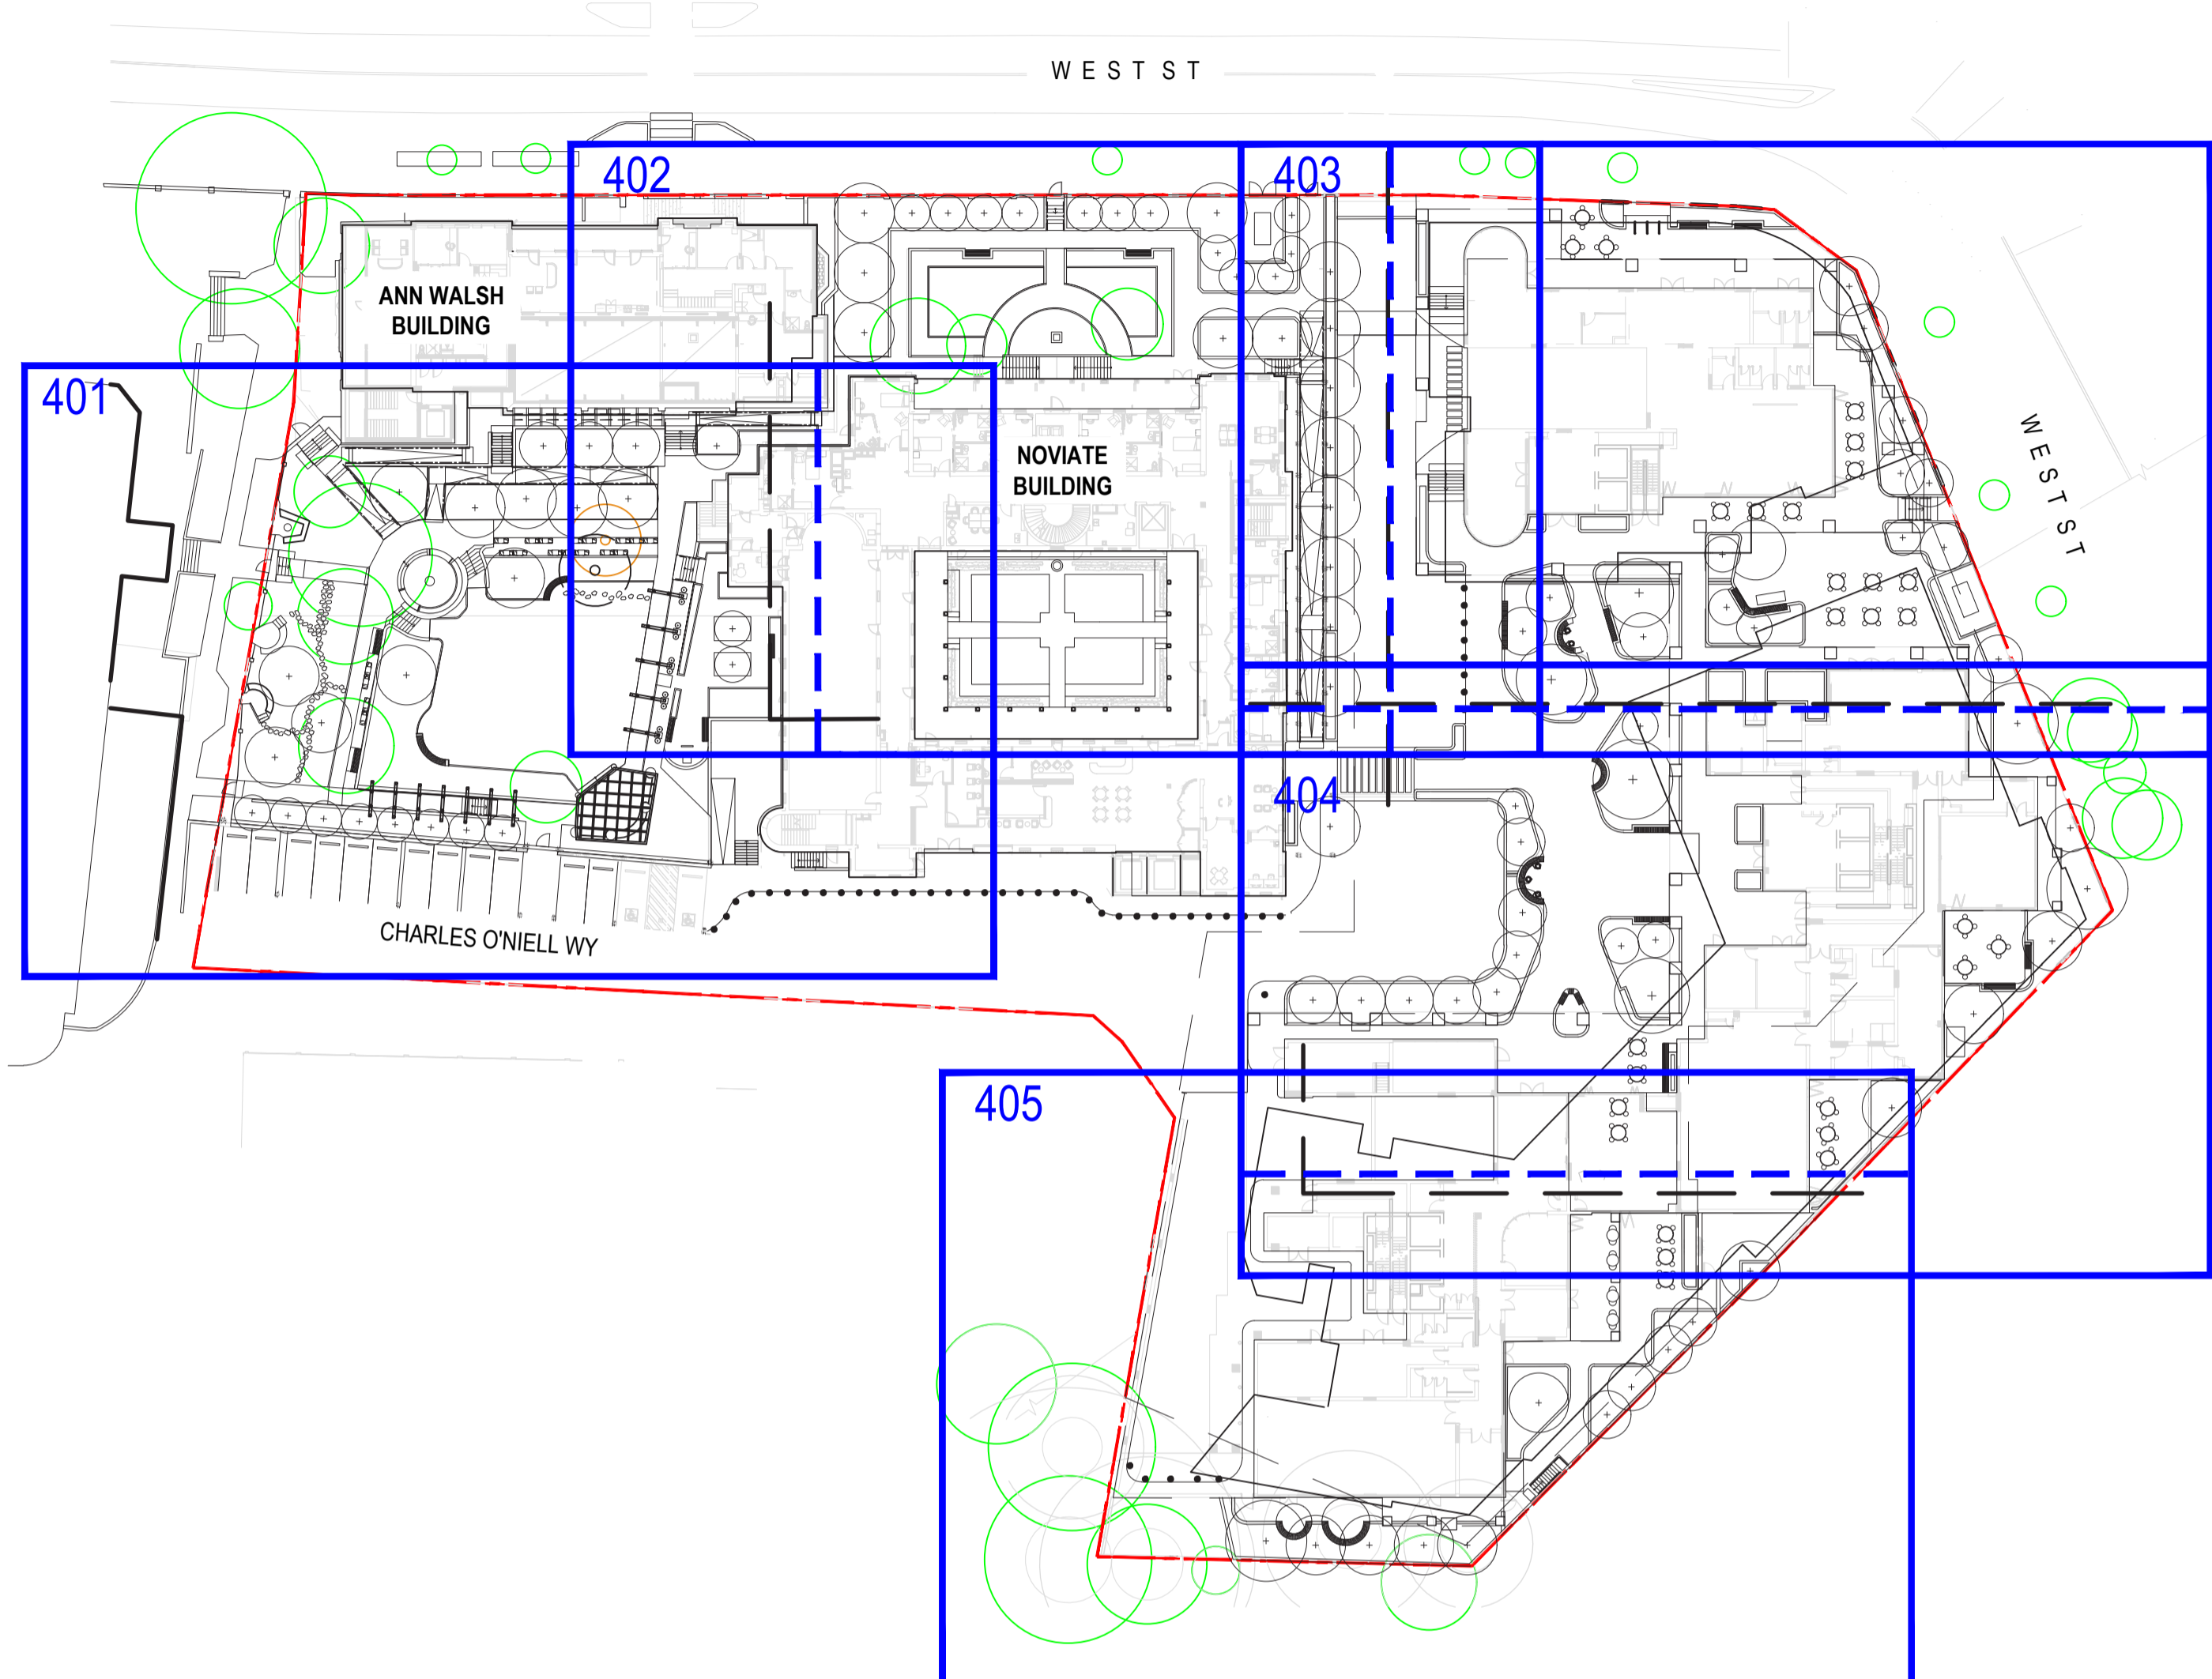 WEST ST
402
403
ANN WALSH
BUILDING
401
NOVIATE
BUILDING
WEST ST
404
CHARLES O'NIELL WY
405